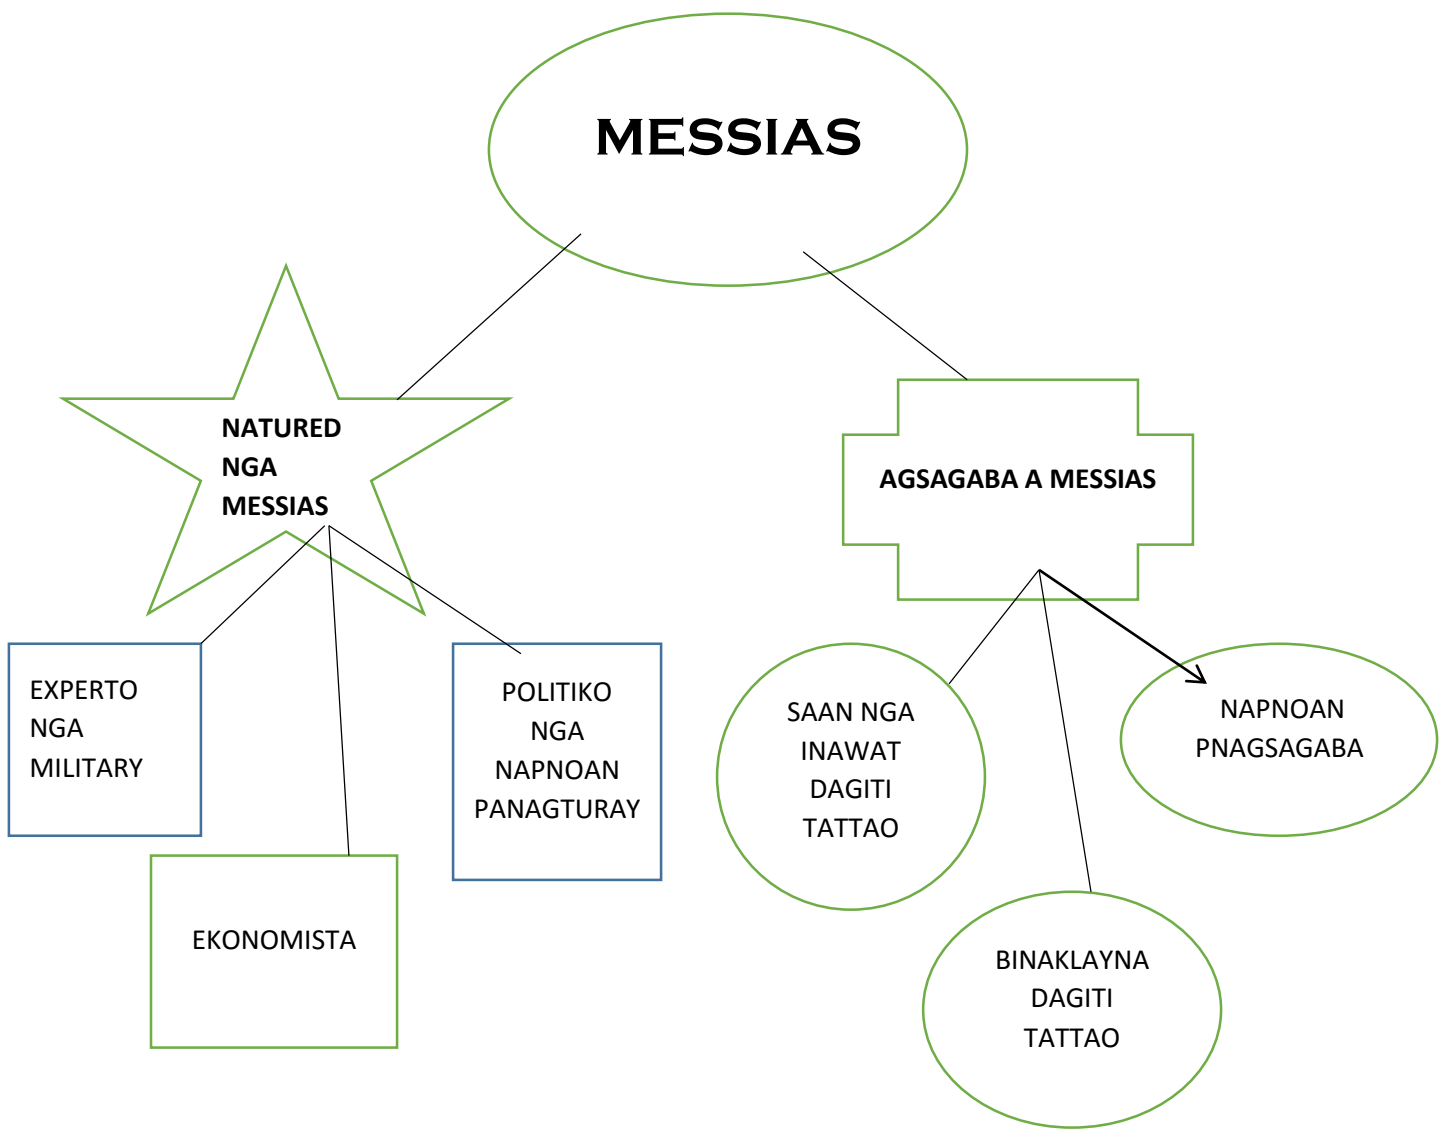 MESSIAS
NATURED
NGA
MESSIAS
AGSAGABA A MESSIAS
EXPERTO
NGA
MILITARY
POLITIKO
NGA
NAPNOAN
PANAGTURAY
EKONOMISTA
SAAN NGA
INAWAT
DAGITI
TATTAO
NAPNOAN
PNAGSAGABA
BINAKLAYNA
DAGITI
TATTAO